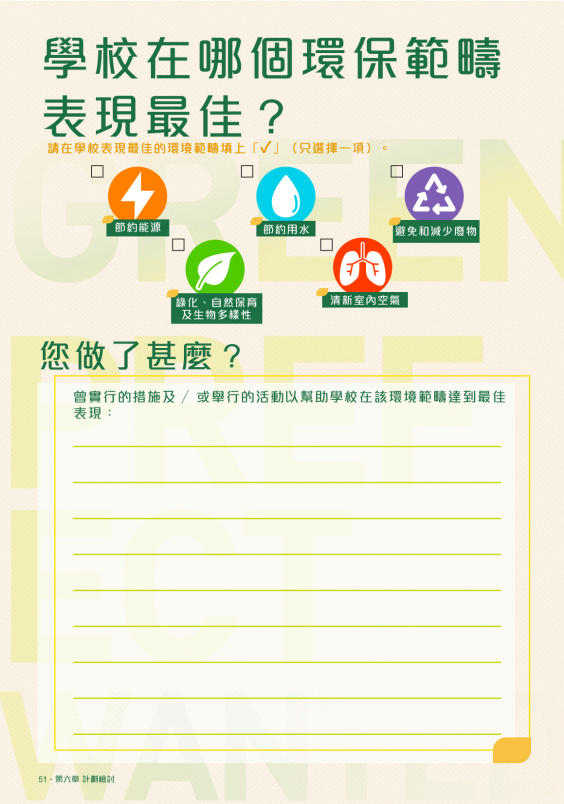 學校在哪個環保範疇
表現最佳？
請在學校表現最佳的環境範疇填上「✓」（只選擇一項）。
節約能源
節約用水
避免和減少廢物
綠化、自然保育
及生物多樣性
清新室內空氣
您做了甚麼？
曾實行的措施及 / 或舉行的活動以幫助學校在該環境範疇達到最佳
表現：
51 - 第六章 計劃檢討
GREEN
FREE
ECT
WANTED